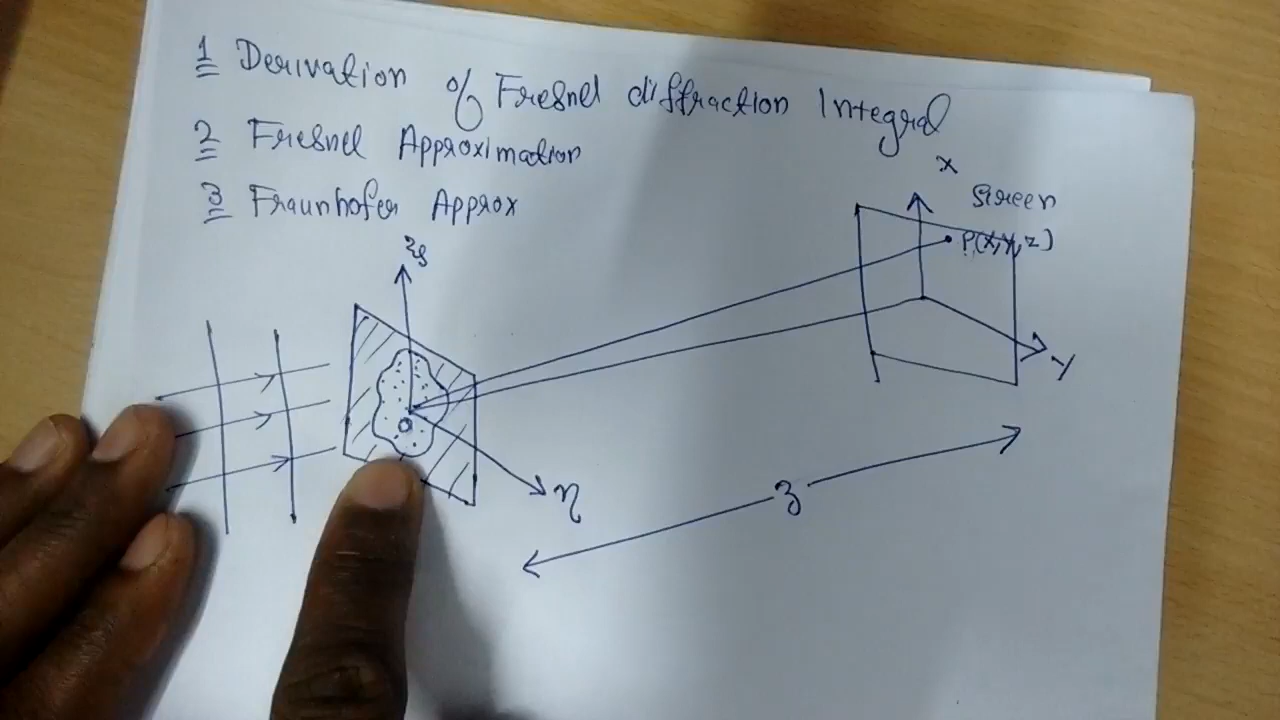 1 Derivation of Fresnel diffraction Integral
2 Fresnel Approximation
3 Fraunhofer Approx
x
Screen
P(x,y,z)
ξ
y
η
z